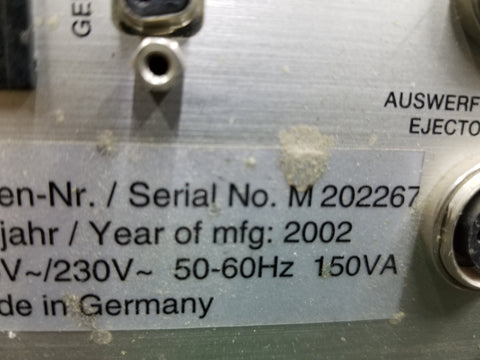 GE
AUSWERF
EJECTO
en-Nr. / Serial No. M 202267
jahr / Year of mfg: 2002
V~/230V~ 50-60Hz 150VA
de in Germany